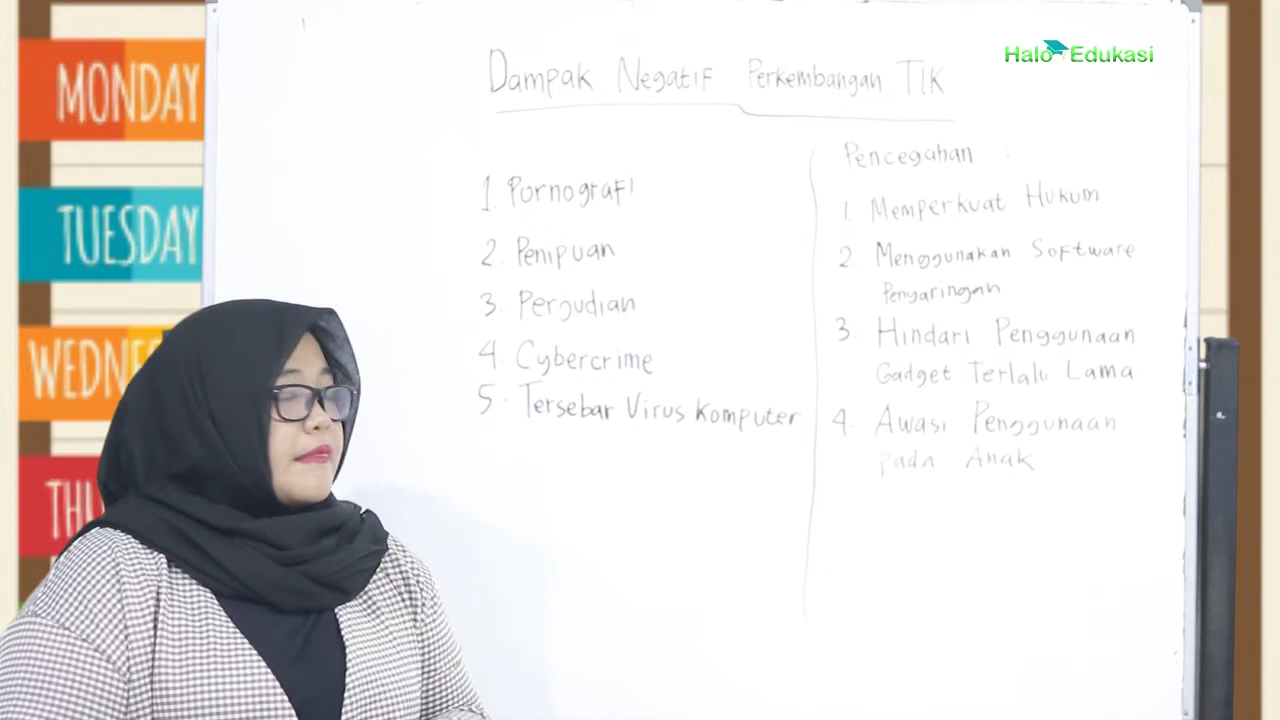 MONDAY
TUESDAY
WEDNE
THU
Halo Edukasi
Dampak Negatif Perkembangan TIK
1. Pornografi
2. Penipuan
3. Perjudian
4. Cybercrime
5. Tersebar Virus Komputer
Pencegahan :
1. Memperkuat Hukum
2. Menggunakan Software
Penyaringan
3. Hindari Penggunaan
Gadget Terlalu Lama
4. Awasi Penggunaan
pada Anak